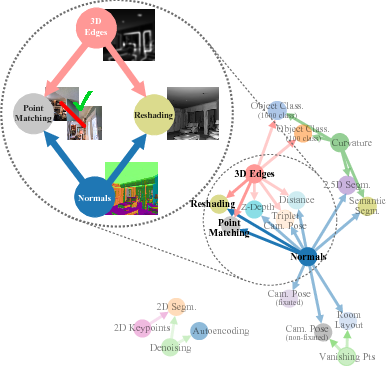 3D
Edges
Point
Matching
Reshading
Normals
Object Class.
(1000 class)
Object Class.
(100 class)
Curvature
3D Edges
2.5D Segm.
Semantic
Segm.
Reshading
Z-Depth
Distance
Triplet
Cam. Pose
Point
Matching
Normals
Cam. Pose
(fixated)
Room
Layout
Cam. Pose
(non-fixated)
Vanishing Pts
2D Segm.
2D Keypoints
Autoencoding
Denoising